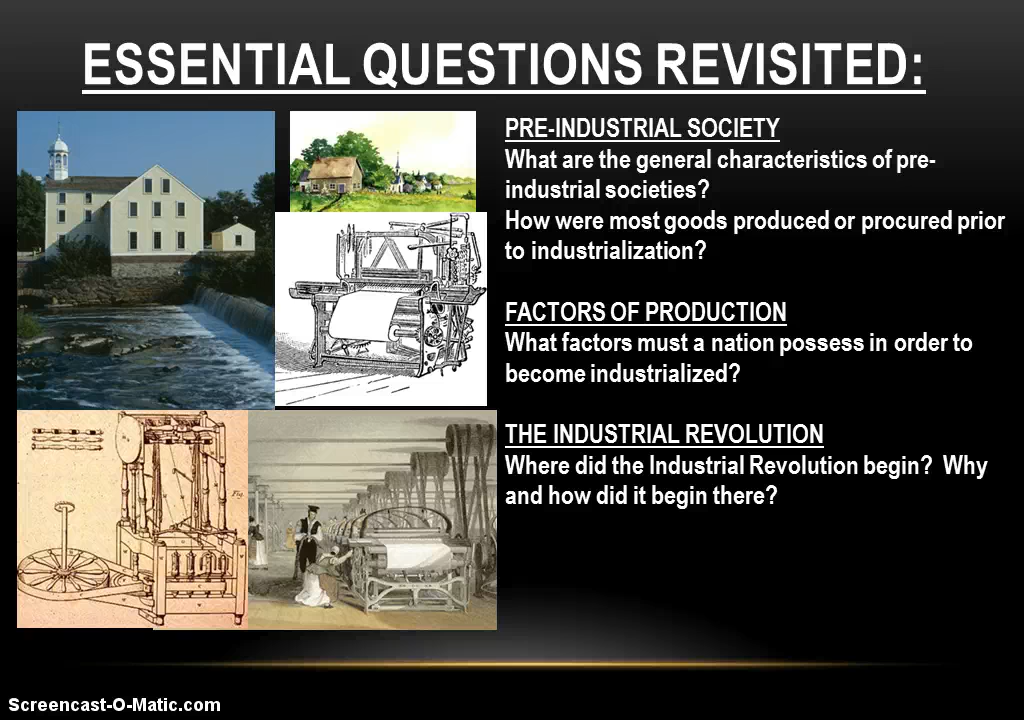 ESSENTIAL QUESTIONS REVISITED:
PRE-INDUSTRIAL SOCIETY
What are the general characteristics of pre-
industrial societies?
How were most goods produced or procured prior
to industrialization?
FACTORS OF PRODUCTION
What factors must a nation possess in order to
become industrialized?
THE INDUSTRIAL REVOLUTION
Where did the Industrial Revolution begin?  Why
and how did it begin there?
Fig
Screencast-O-Matic.com